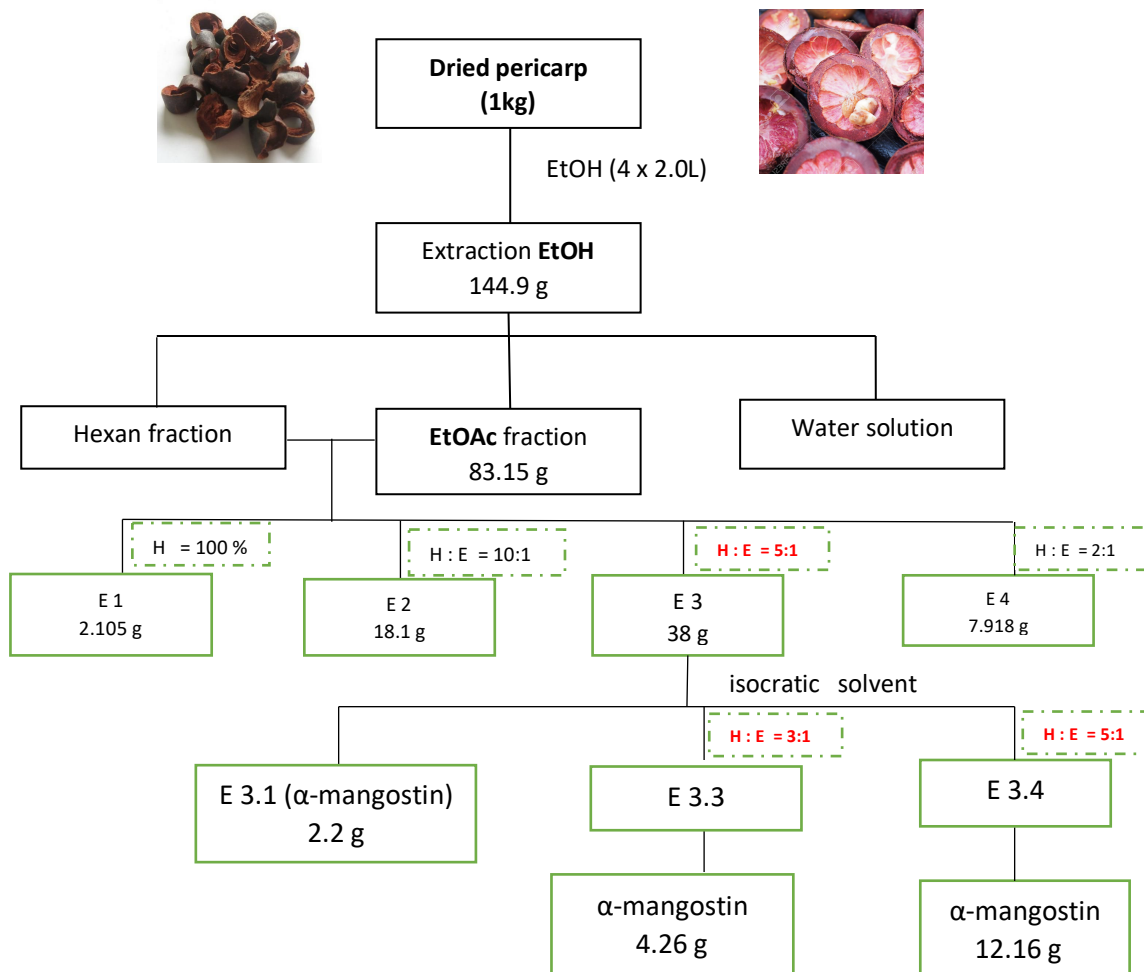 Dried pericarp
(1kg)
EtOH (4 x 2.0L)
Extraction EtOH
144.9 g
Hexan fraction
EtOAc fraction
83.15 g
Water solution
H = 100 %
H : E = 10:1
H : E = 5:1
H : E = 2:1
E 1
2.105 g
E 2
18.1 g
E 3
38 g
E 4
7.918 g
isocratic solvent
H : E = 3:1
H : E = 5:1
E 3.1 (α-mangostin)
2.2 g
E 3.3
E 3.4
α-mangostin
4.26 g
α-mangostin
12.16 g